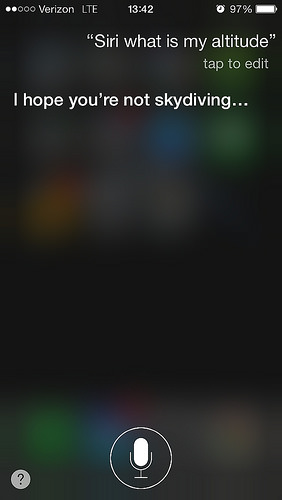 Verizon LTE 13:42 97%
“Siri what is my altitude”
tap to edit
I hope you’re not skydiving...
?